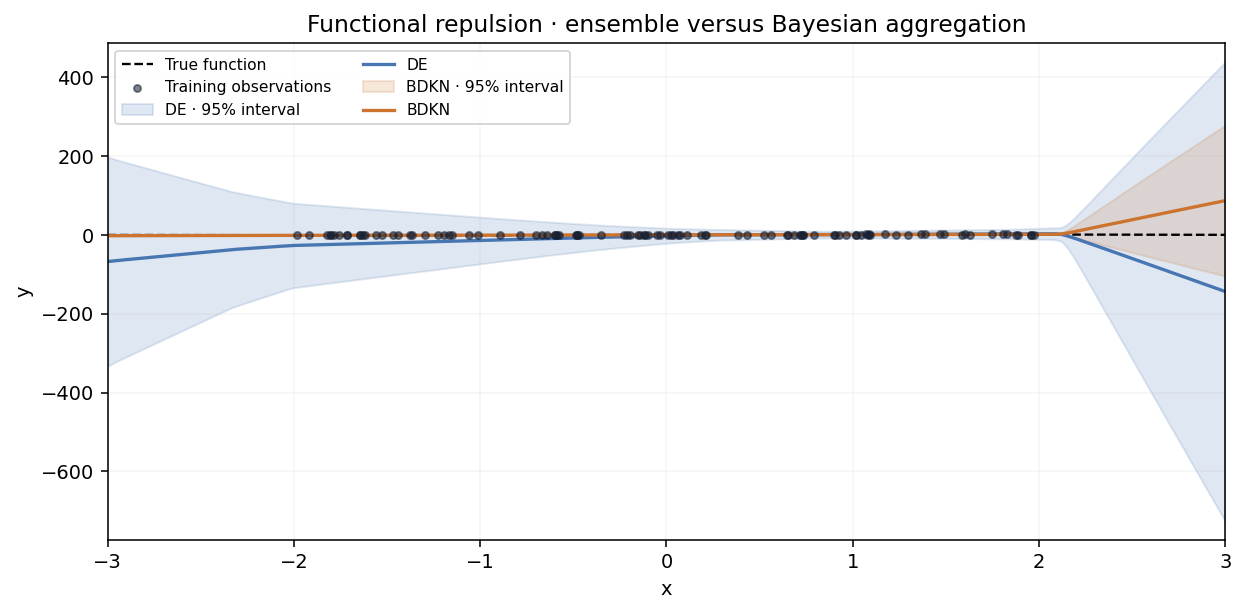 Functional repulsion · ensemble versus Bayesian aggregation
True function
Training observations
DE · 95% interval
DE
BDKN · 95% interval
BDKN
400
200
0
−200
−400
−600
y
−3
−2
−1
0
1
2
3
x